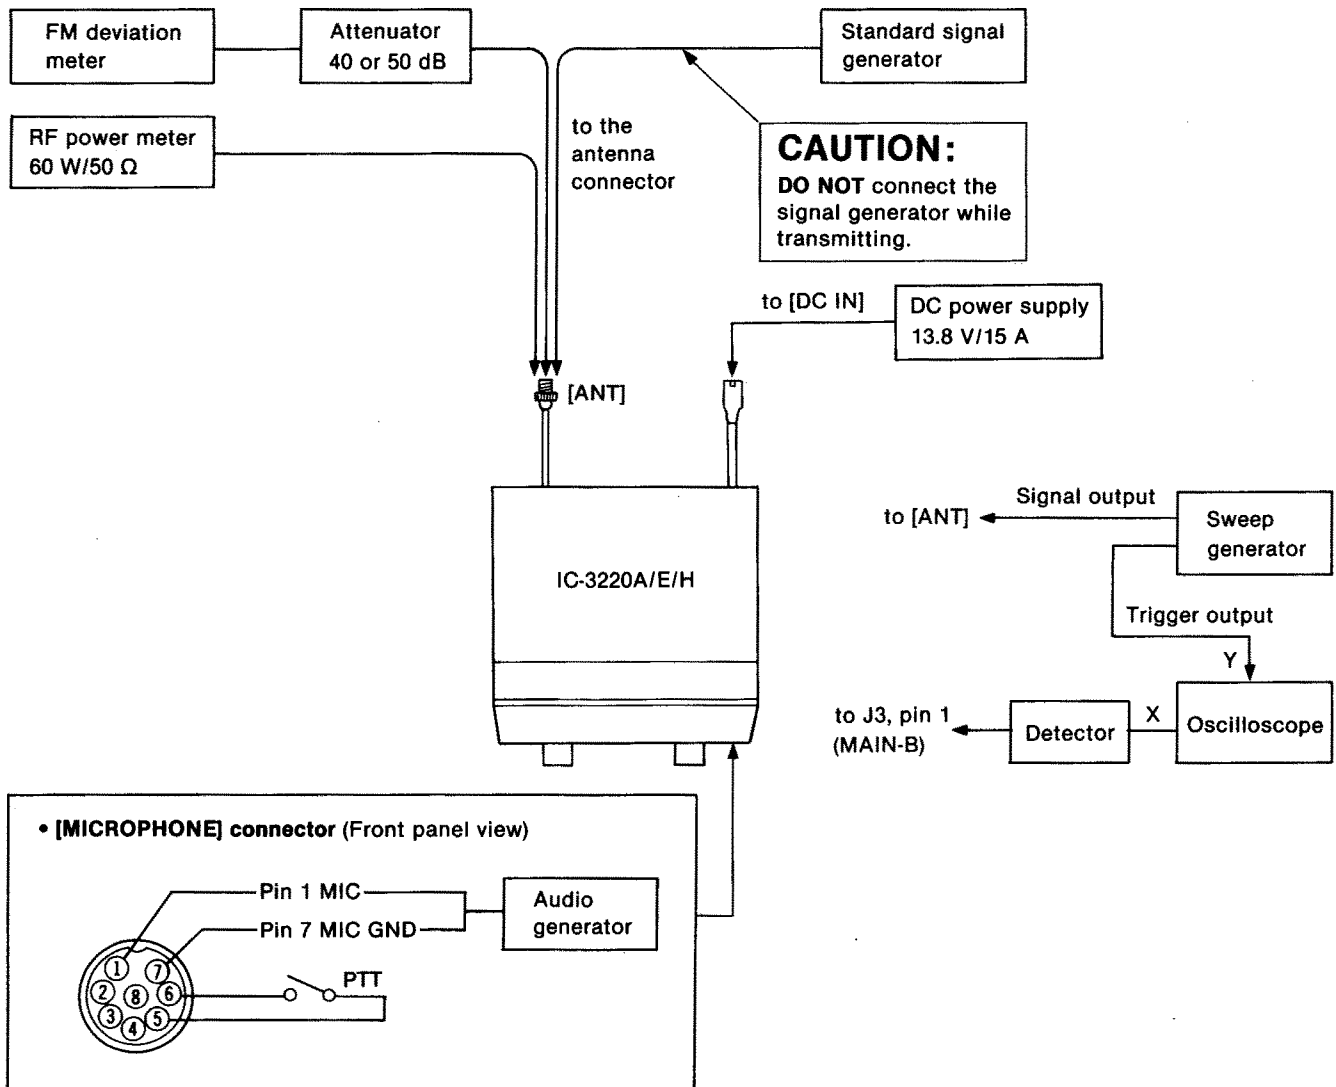 FM deviation
meter
Attenuator
40 or 50 dB
Standard signal
generator
RF power meter
60 W/50 Ω
to the
antenna
connector
CAUTION:
DO NOT connect the
signal generator while
transmitting.
to [DC IN]
DC power supply
13.8 V/15 A
[ANT]
IC-3220A/E/H
to [ANT]
Signal output
Sweep
generator
Trigger output
Y
to J3, pin 1
(MAIN-B)
Detector
X
Oscilloscope
• [MICROPHONE] connector (Front panel view)
Pin 1 MIC
Pin 7 MIC GND
Audio
generator
PTT
1
7
2
8
6
3
4
5